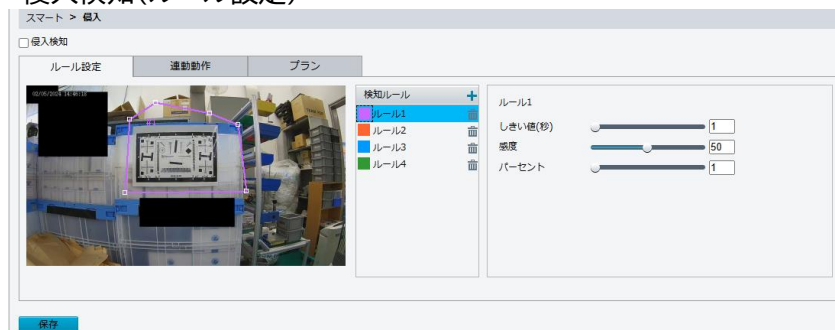 侵入検知(ルール設定)
スマート > 侵入
侵入検知
ルール設定 連動動作 プラン
検知ルール +
ルール1
ルール2
ルール3
ルール4
ルール1
しきい値(秒) 1
感度 50
パーセント 1
保存